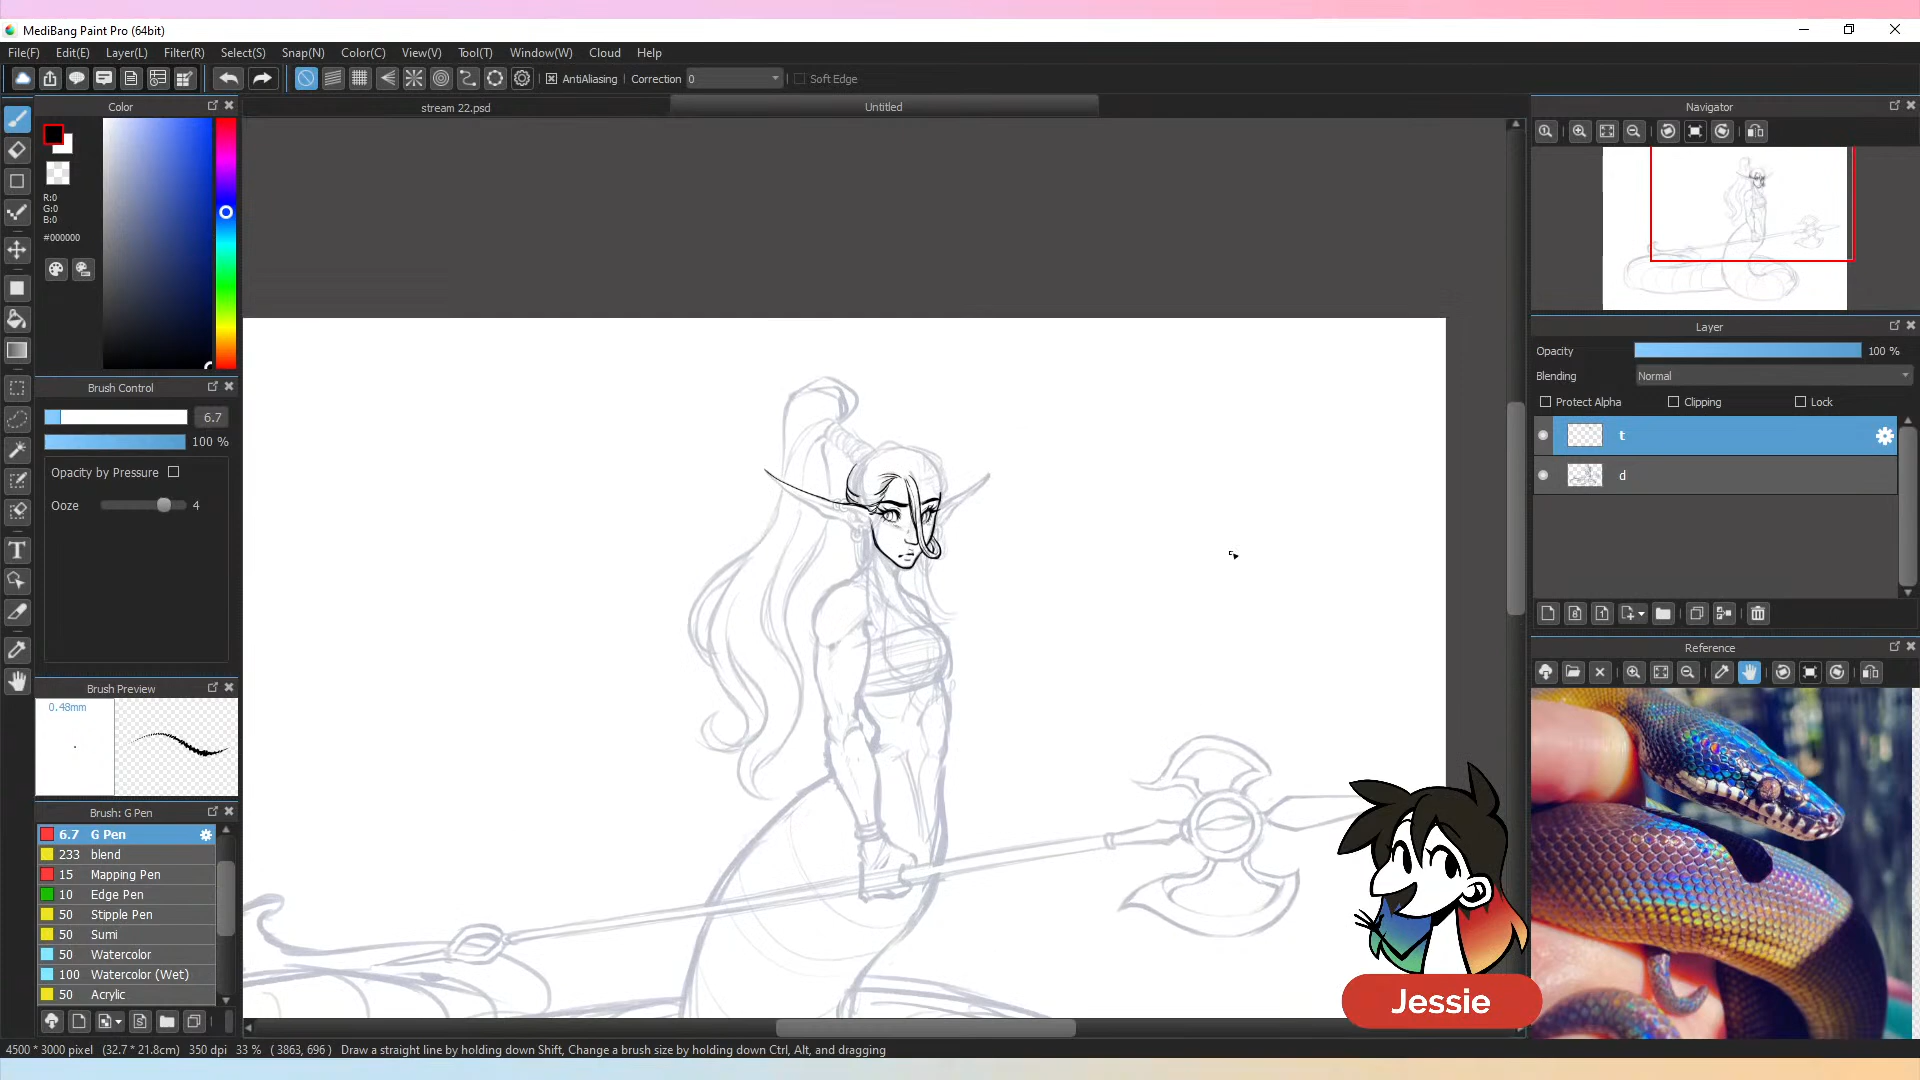 MediBang Paint Pro (64bit)
File(F) Edit(E) Layer(L) Filter(R) Select(S) Snap(N) Color(C) View(V) Tool(T) Window(W) Cloud Help
AntiAliasing Correction 0 Soft Edge
Color
stream 22.psd
Untitled
Navigator
R:0
G:0
B:0
#000000
Layer
Opacity 100 %
Blending Normal
Protect Alpha Clipping Lock
t
d
Brush Control
6.7
100 %
Opacity by Pressure
Ooze 4
Reference
Brush Preview
0.48mm
Brush: G Pen
6.7 G Pen
233 blend
15 Mapping Pen
10 Edge Pen
50 Stipple Pen
50 Sumi
50 Watercolor
100 Watercolor (Wet)
50 Acrylic
Jessie
4500 * 3000 pixel (32.7 * 21.8cm) 350 dpi 33 % ( 3863, 696 ) Draw a straight line by holding down Shift, Change a brush size by holding down Ctrl, Alt, and dragging